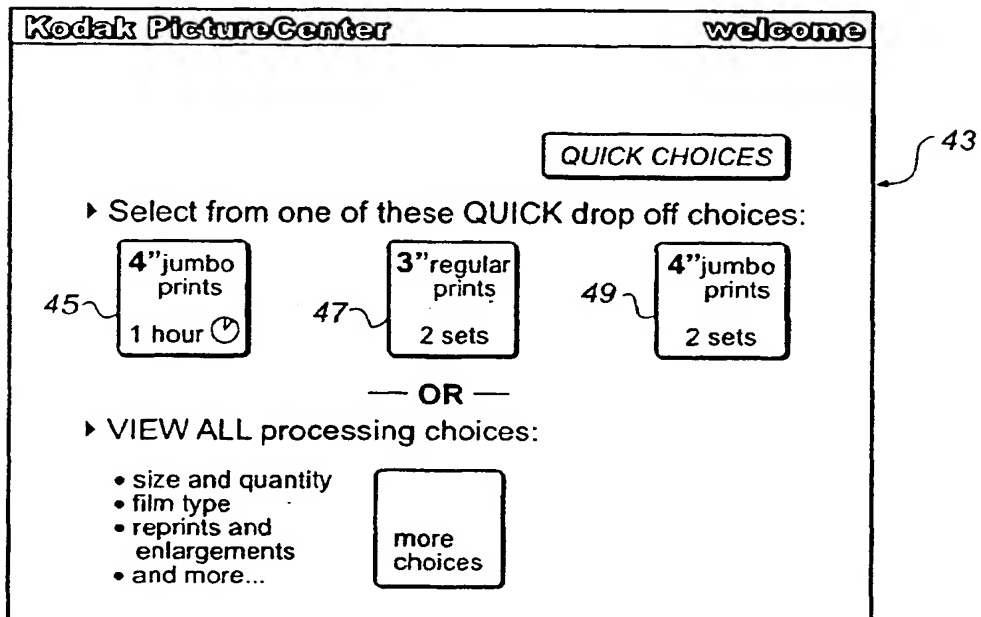 Kodak PictureCenter welcome
QUICK CHOICES
43
▸ Select from one of these QUICK drop off choices:
4” jumbo prints
1 hour
45
3” regular prints
2 sets
47
4” jumbo prints
2 sets
49
— OR —
▸ VIEW ALL processing choices:
• size and quantity
• film type
• reprints and
enlargements
• and more...
more
choices